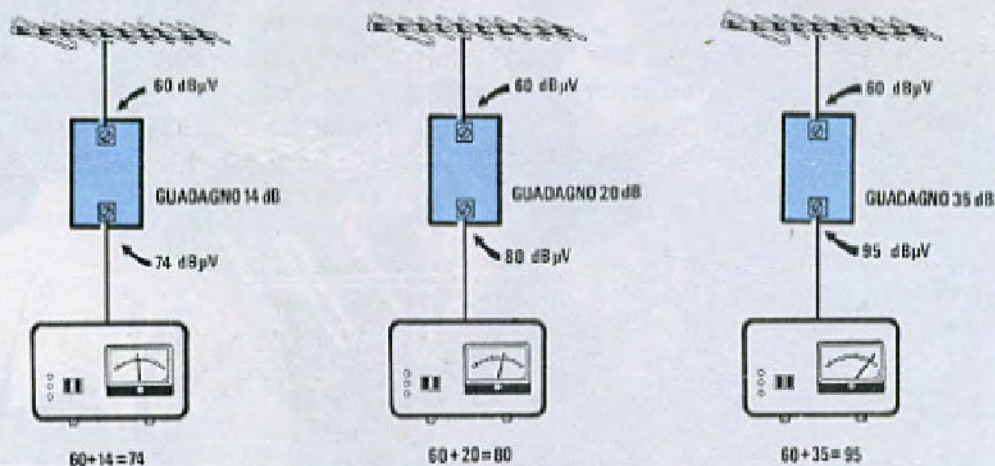 60 dBµV
GUADAGNO 14 dB
74 dBµV
60+14=74
60 dBµV
GUADAGNO 20 dB
80 dBµV
60+20=80
60 dBµV
GUADAGNO 35 dB
95 dBµV
60+35=95